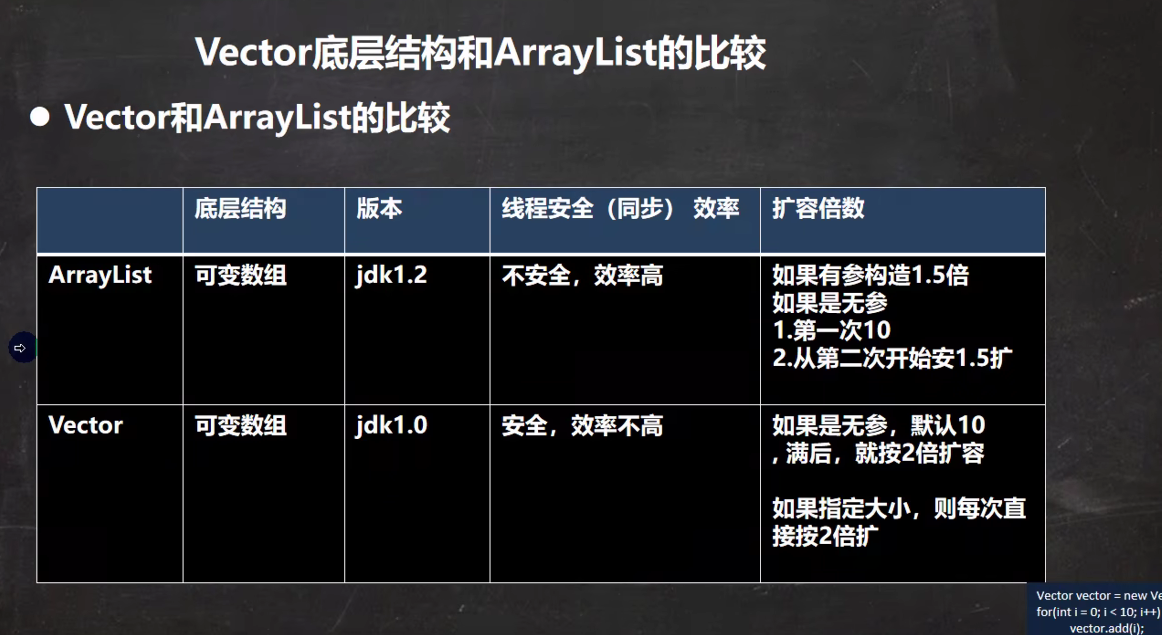 Vector底层结构和ArrayList的比较
● Vector和ArrayList的比较
底层结构 版本 线程安全（同步） 效率 扩容倍数
ArrayList 可变数组 jdk1.2 不安全，效率高 如果有参构造1.5倍
如果是无参
1.第一次10
2.从第二次开始安1.5扩
Vector 可变数组 jdk1.0 安全，效率不高 如果是无参，默认10
, 满后，就按2倍扩容
如果指定大小，则每次直
接按2倍扩
Vector vector = new Ve
for(int i = 0; i < 10; i++)
vector.add(i);